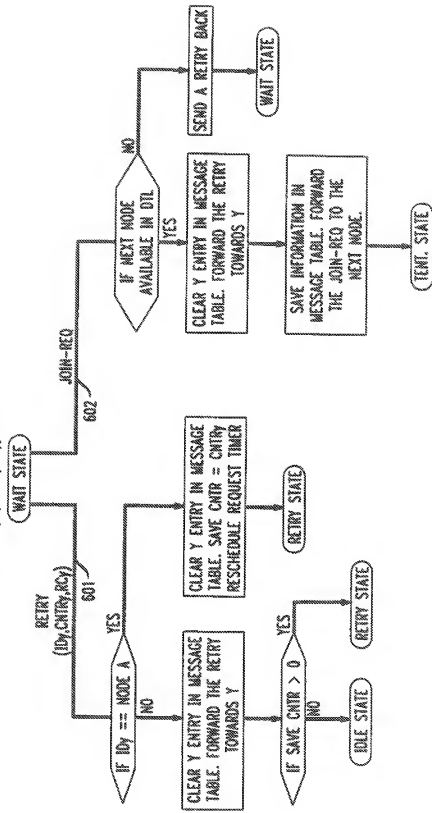 WAIT STATE
RETRY
(IDy,CNTRy,RCy)
601
IF IDy == NODE A
YES
NO
CLEAR Y ENTRY IN MESSAGE
TABLE. SAVE CNTR = CNTRy
RESCHEDULE REQUEST TIMER
RETRY STATE
CLEAR Y ENTRY IN MESSAGE
TABLE. FORWARD THE RETRY
TOWARDS Y
IF SAVE CNTR > 0
YES
NO
RETRY STATE
IDLE STATE
JOIN-REQ
602
IF NEXT NODE
AVAILABLE IN DTL
NO
YES
SEND A RETRY BACK
WAIT STATE
CLEAR Y ENTRY IN MESSAGE
TABLE. FORWARD THE RETRY
TOWARDS Y
SAVE INFORMATION IN
MESSAGE TABLE. FORWARD
THE JOIN-REQ TO THE
NEXT NODE.
TENT. STATE